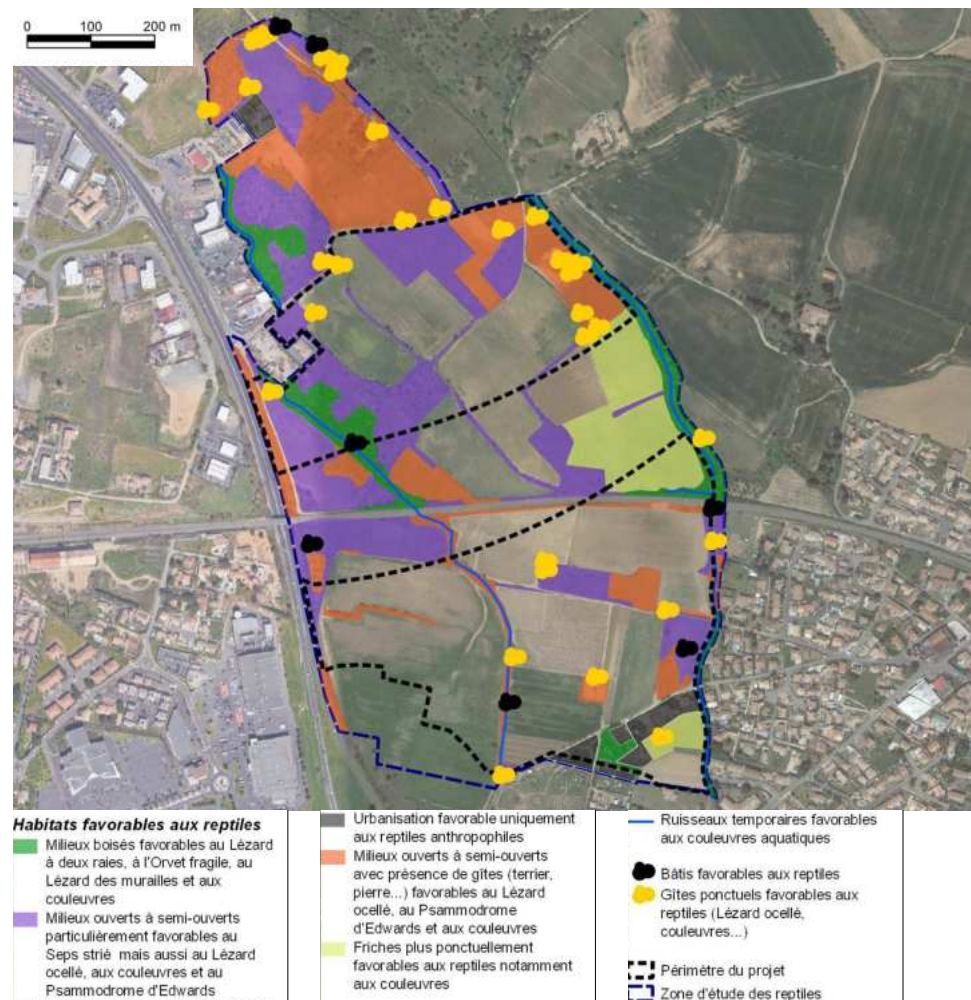 0 100 200 m
Habitats favorables aux reptiles
Milieux boisés favorables au Lézard
à deux raies, à l'Orvet fragile, au
Lézard des murailles et aux
couleuvres
Milieux ouverts à semi-ouverts
particulièrement favorables au
Seps strié mais aussi au Lézard
ocellé, aux couleuvres et au
Psammodrome d'Edwards
Urbanisation favorable uniquement
aux reptiles anthropophiles
Milieux ouverts à semi-ouverts
avec présence de gîtes (terrier,
pierre...) favorables au Lézard
ocellé, au Psammodrome
d'Edwards et aux couleuvres
Friches plus ponctuellement
favorables aux reptiles notamment
aux couleuvres
Ruisseaux temporaires favorables
aux couleuvres aquatiques
Bâtis favorables aux reptiles
Gîtes ponctuels favorables aux
reptiles (Lézard ocellé,
couleuvres...)
Périmètre du projet
Zone d'étude des reptiles